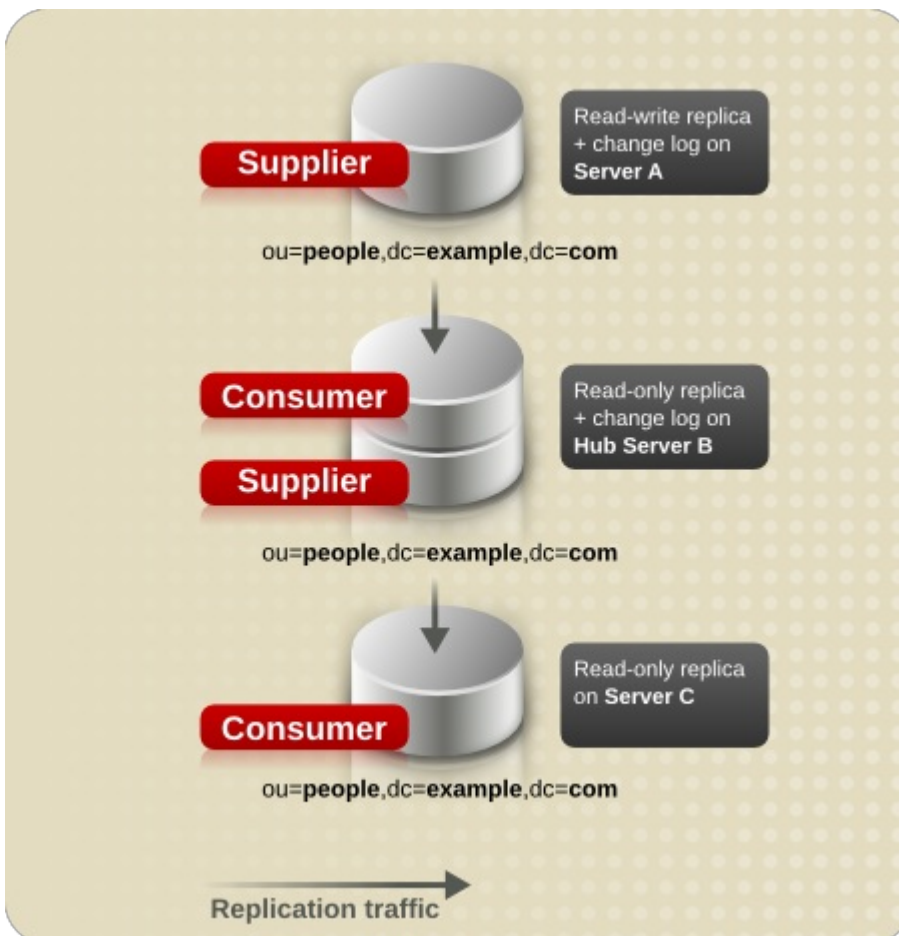 Supplier
Read-write replica
+ change log on
Server A
ou=people,dc=example,dc=com
Consumer
Supplier
Read-only replica
+ change log on
Hub Server B
ou=people,dc=example,dc=com
Consumer
Read-only replica
on Server C
ou=people,dc=example,dc=com
Replication traffic